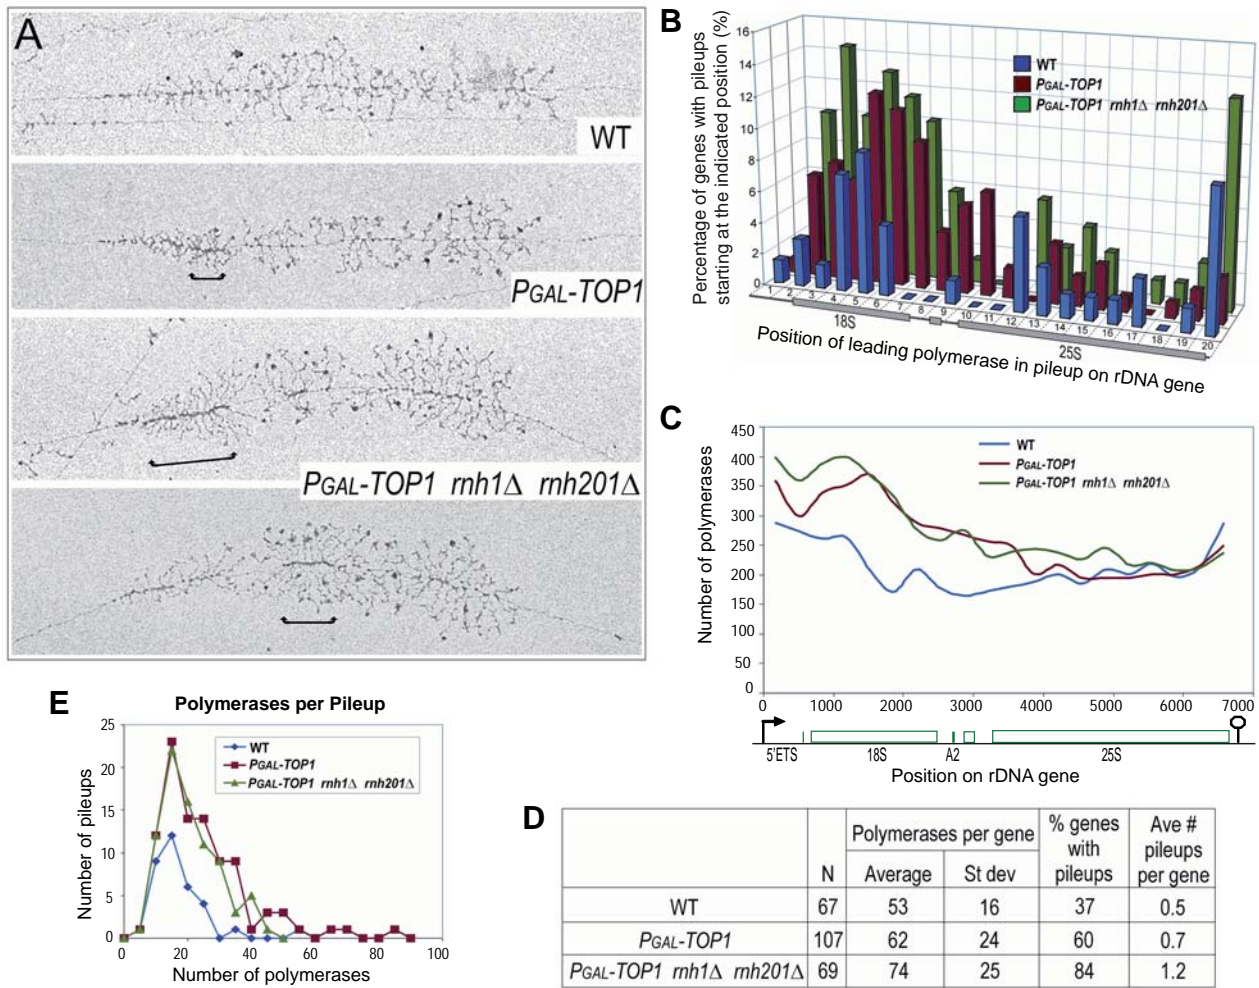 A
WT
PGAL-TOP1
PGAL-TOP1 rnh1Δ rnh201Δ
B
Percentage of genes with pileups
starting at the indicated position (%)
16
14
12
10
8
6
4
2
0
WT
PGAL-TOP1
PGAL-TOP1 rnh1Δ rnh201Δ
1 2 3 4 5 6 7 8 9 10 11 12 13 14 15 16 17 18 19 20
18S
25S
Position of leading polymerase in pileup on rDNA gene
C
Number of polymerases
450
400
350
300
250
200
150
100
50
0
WT
PGAL-TOP1
PGAL-TOP1 rnh1Δ rnh201Δ
0 1000 2000 3000 4000 5000 6000 7000
5'ETS 18S A2 25S
Position on rDNA gene
E
Polymerases per Pileup
Number of pileups
25
20
15
10
5
0
WT
PGAL-TOP1
PGAL-TOP1 rnh1Δ rnh201Δ
0 20 40 60 80 100
Number of polymerases
D
N
Polymerases per gene
Average
St dev
% genes
with
pileups
Ave #
pileups
per gene
WT 67 53 16 37 0.5
PGAL-TOP1 107 62 24 60 0.7
PGAL-TOP1 rnh1Δ rnh201Δ 69 74 25 84 1.2